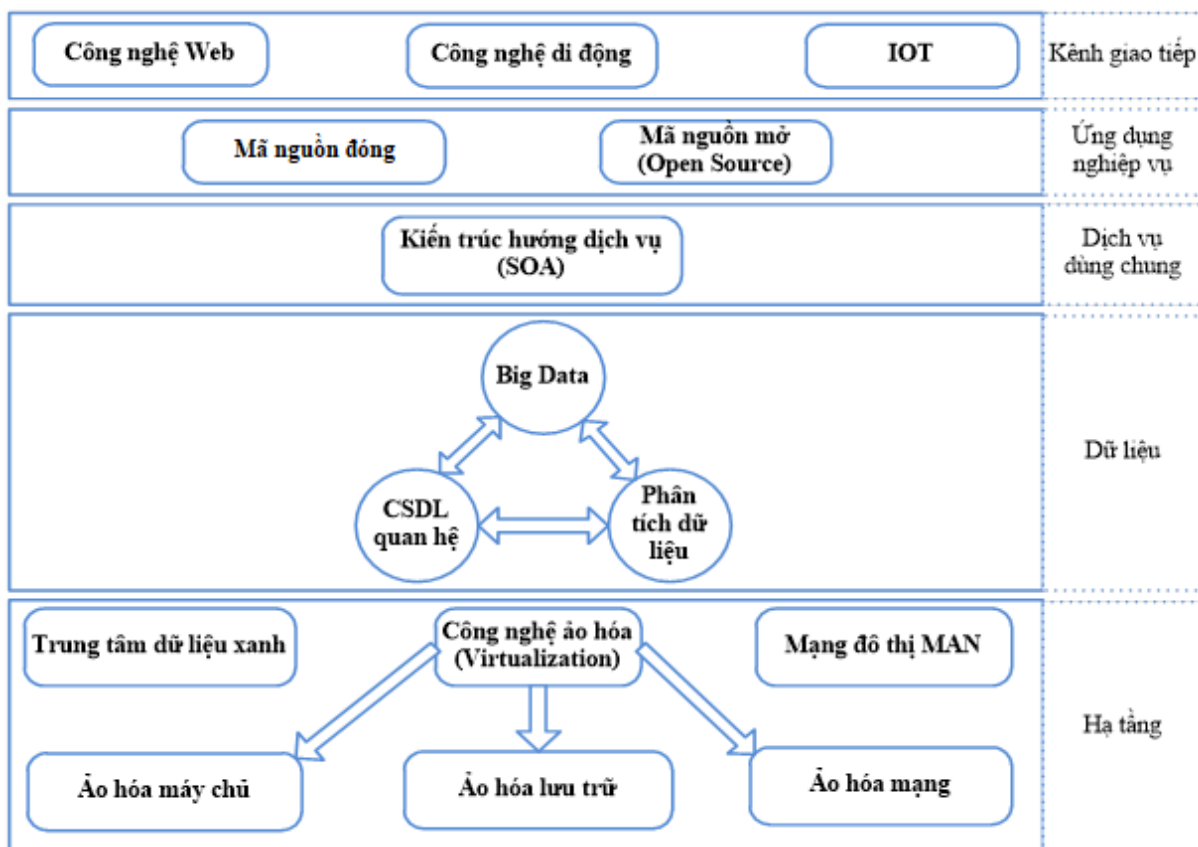 Công nghệ Web
Công nghệ di động
IOT
Kênh giao tiếp
Mã nguồn đóng
Mã nguồn mở
(Open Source)
Ứng dụng
nghiệp vụ
Kiến trúc hướng dịch vụ
(SOA)
Dịch vụ
dùng chung
Big Data
CSDL
quan hệ
Phân
tích dữ
liệu
Dữ liệu
Trung tâm dữ liệu xanh
Công nghệ ảo hóa
(Virtualization)
Mạng đô thị MAN
Ảo hóa máy chủ
Ảo hóa lưu trữ
Ảo hóa mạng
Hạ tầng